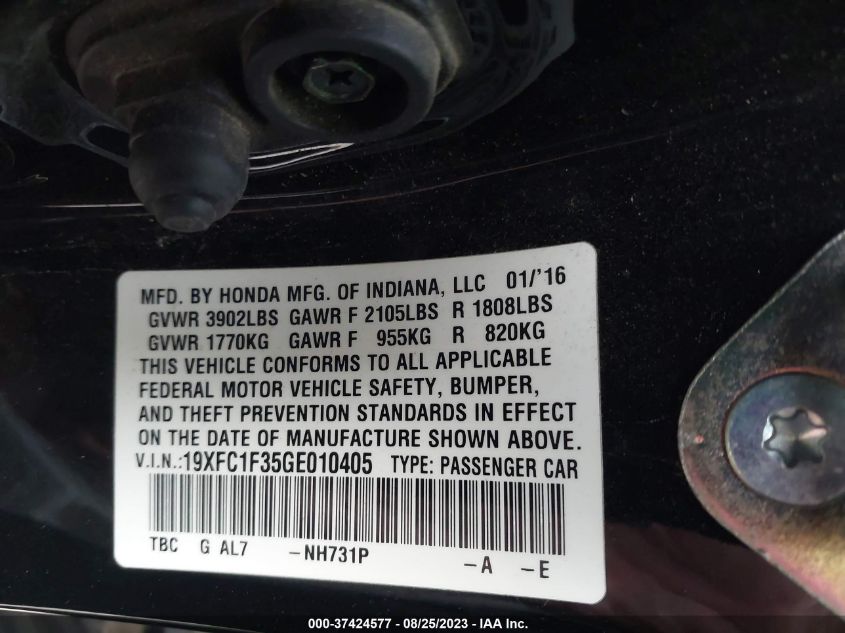 MFD. BY HONDA MFG. OF INDIANA, LLC 01/'16
GVWR 3902LBS GAWR F 2105LBS R 1808LBS
GVWR 1770KG GAWR F 955KG R 820KG
THIS VEHICLE CONFORMS TO ALL APPLICABLE
FEDERAL MOTOR VEHICLE SAFETY, BUMPER,
AND THEFT PREVENTION STANDARDS IN EFFECT
ON THE DATE OF MANUFACTURE SHOWN ABOVE.
V.I.N.:19XFC1F35GE010405 TYPE: PASSENGER CAR
TBC G AL7 -NH731P -A -E
000-37424577 - 08/25/2023 - IAA Inc.